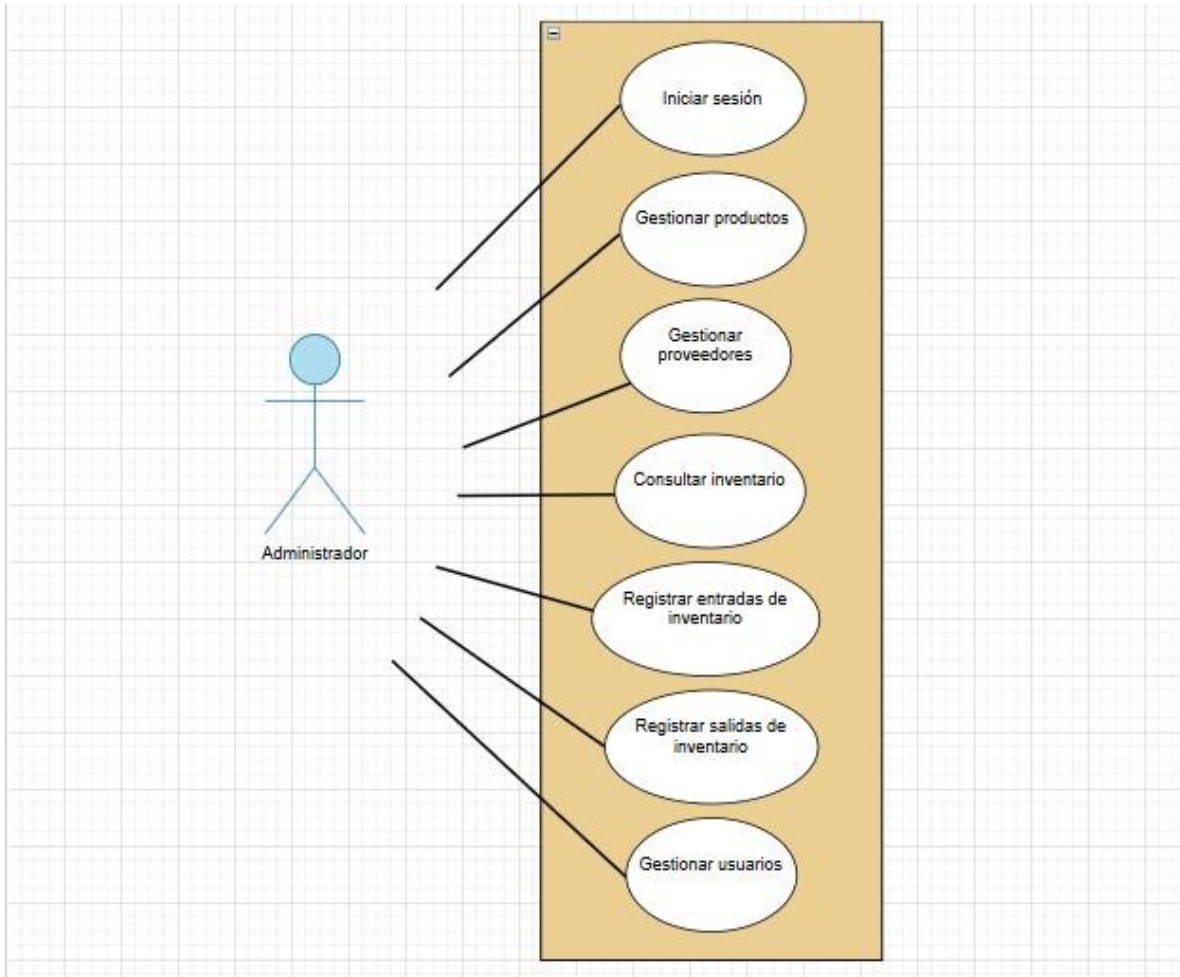 Iniciar sesión
Gestionar productos
Gestionar
proveedores
Consultar inventario
Administrador
Registrar entradas de
inventario
Registrar salidas de
inventario
Gestionar usuarios